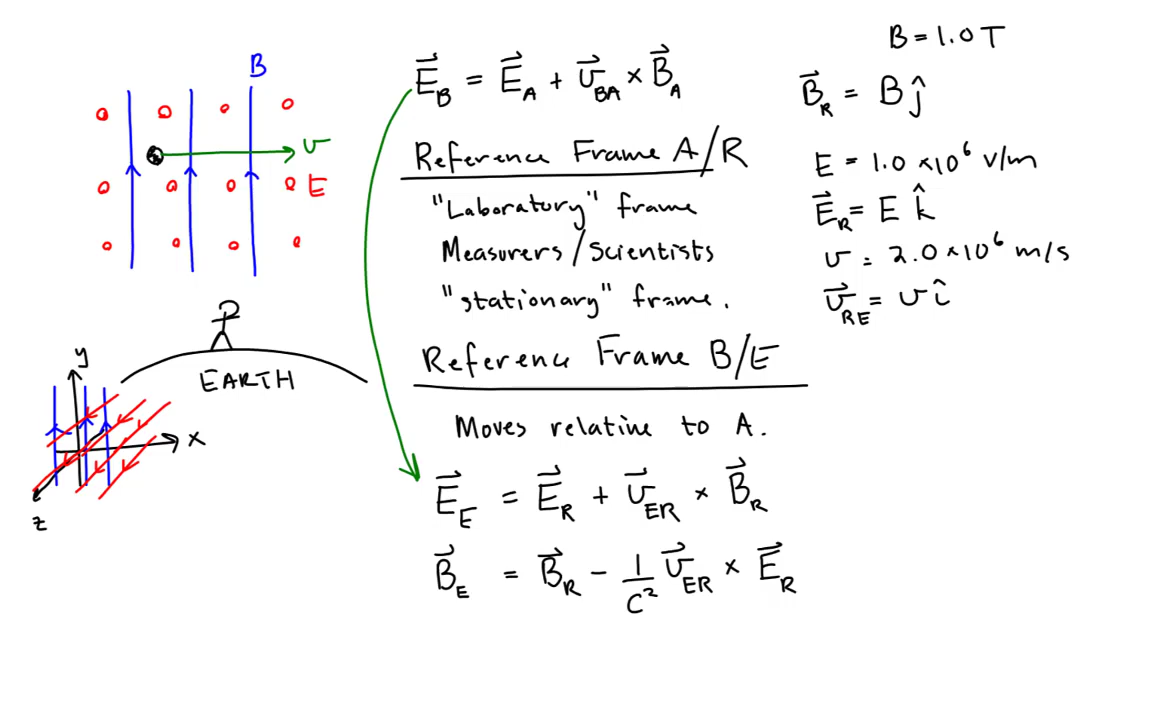 B
v
E
EARTH
y
x
z
E⃗_B = E⃗_A + v⃗_BA × B⃗_A
Reference Frame A/R
"Laboratory" frame
Measurers/Scientists
"stationary" frame.
Reference Frame B/E
Moves relative to A.
E⃗_E = E⃗_R + v⃗_ER × B⃗_R
B⃗_E = B⃗_R - 1/c² v⃗_ER × E⃗_R
B = 1.0 T
B⃗_R = B ĵ
E = 1.0 × 10⁶ V/m
E⃗_R = E k̂
v = 2.0 × 10⁶ m/s
v⃗_RE = v î